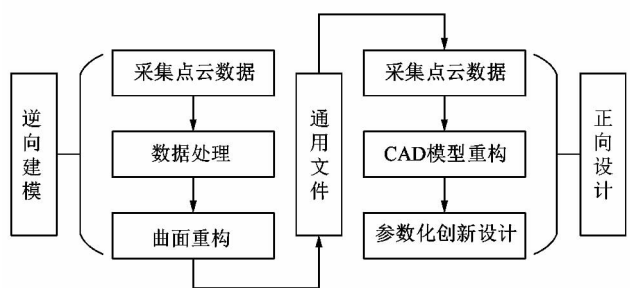 逆向建模
采集点云数据
数据处理
曲面重构
通用文件
采集点云数据
CAD模型重构
参数化创新设计
正向设计